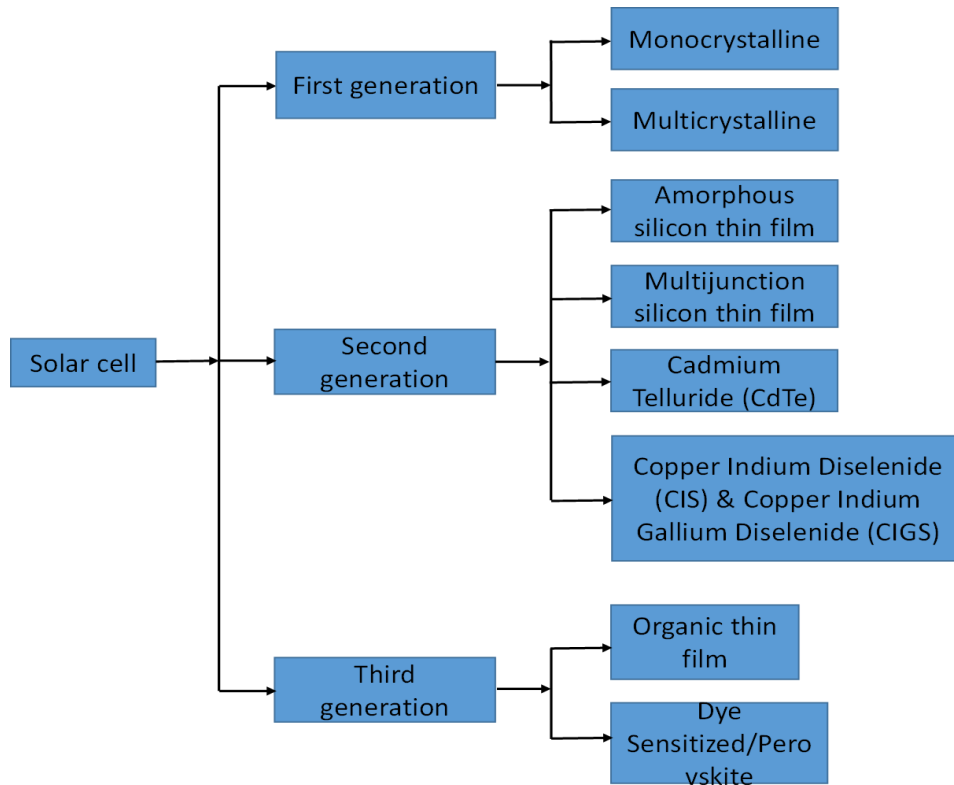 Monocrystalline
First generation
Multicrystalline
Amorphous
silicon thin film
Multijunction
silicon thin film
Solar cell
Second
generation
Cadmium
Telluride (CdTe)
Copper Indium Diselenide
(CIS) & Copper Indium
Gallium Diselenide (CIGS)
Organic thin
film
Third
generation
Dye
Sensitized/Pero
vskite